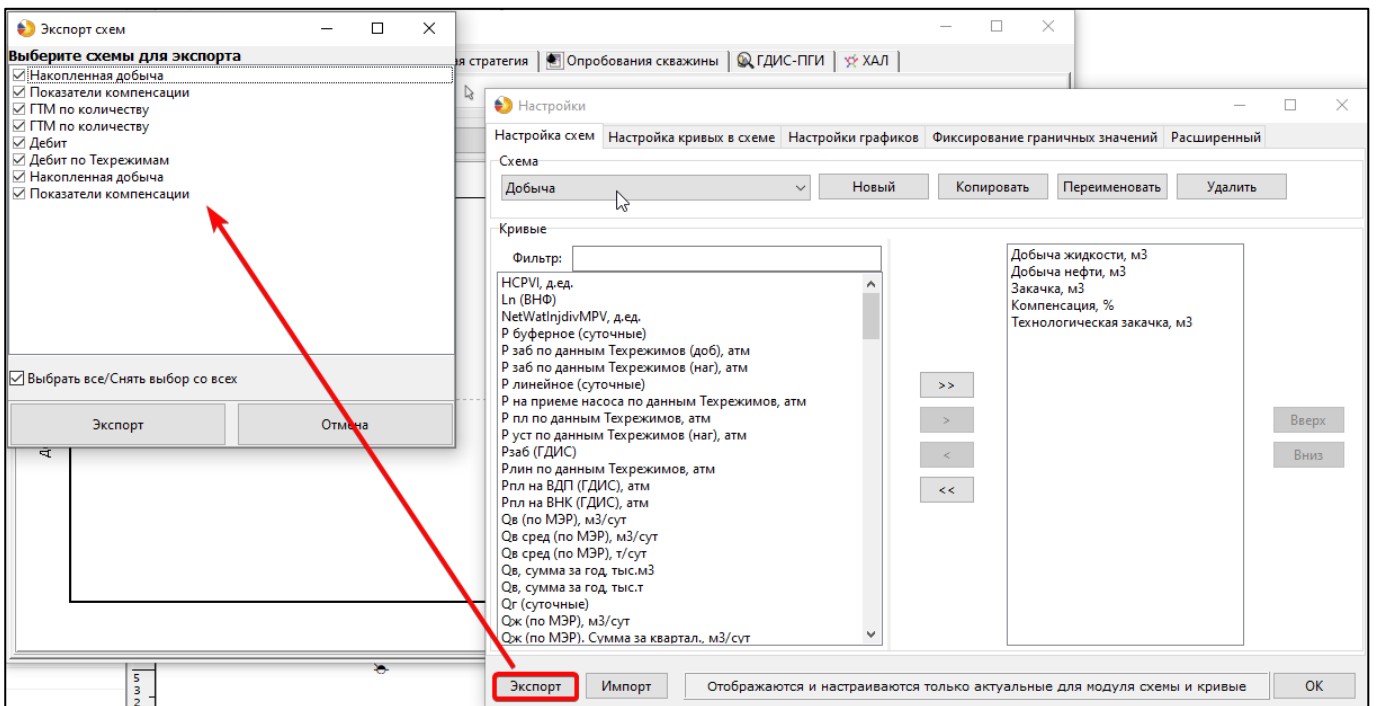 Экспорт схем
Выберите схемы для экспорта
Накопленная добыча
Показатели компенсации
ГТМ по количеству
ГТМ по количеству
Дебит
Дебит по Техрежимам
Накопленная добыча
Показатели компенсации
Выбрать все/Снять выбор со всех
Экспорт
Отмена
ая стратегия
Опробования скважины
ГДИС-ПГИ
ХАЛ
Настройки
Настройка схем
Настройка кривых в схеме
Настройки графиков
Фиксирование граничных значений
Расширенный
Схема
Добыча
Новый
Копировать
Переименовать
Удалить
Кривые
Фильтр:
HCPVI, д.ед.
Ln (ВНФ)
NetWatInjdivMPV, д.ед.
P буферное (суточные)
P заб по данным Техрежимов (доб), атм
P заб по данным Техрежимов (наг), атм
P линейное (суточные)
P на приеме насоса по данным Техрежимов, атм
P пл по данным Техрежимов, атм
P уст по данным Техрежимов (наг), атм
Pзаб (ГДИС)
Pлин по данным Техрежимов, атм
Pпл на ВДП (ГДИС), атм
Pпл на ВНК (ГДИС), атм
Qв (по МЭР), м3/сут
Qв сред (по МЭР), м3/сут
Qв сред (по МЭР), т/сут
Qв, сумма за год, тыс.м3
Qв, сумма за год, тыс.т
Qг (суточные)
Qж (по МЭР), м3/сут
Qж (по МЭР). Сумма за квартал., м3/сут
>>
>
<
<<
Добыча жидкости, м3
Добыча нефти, м3
Закачка, м3
Компенсация, %
Технологическая закачка, м3
Вверх
Вниз
Экспорт
Импорт
Отображаются и настраиваются только актуальные для модуля схемы и кривые
OK
5
3
2